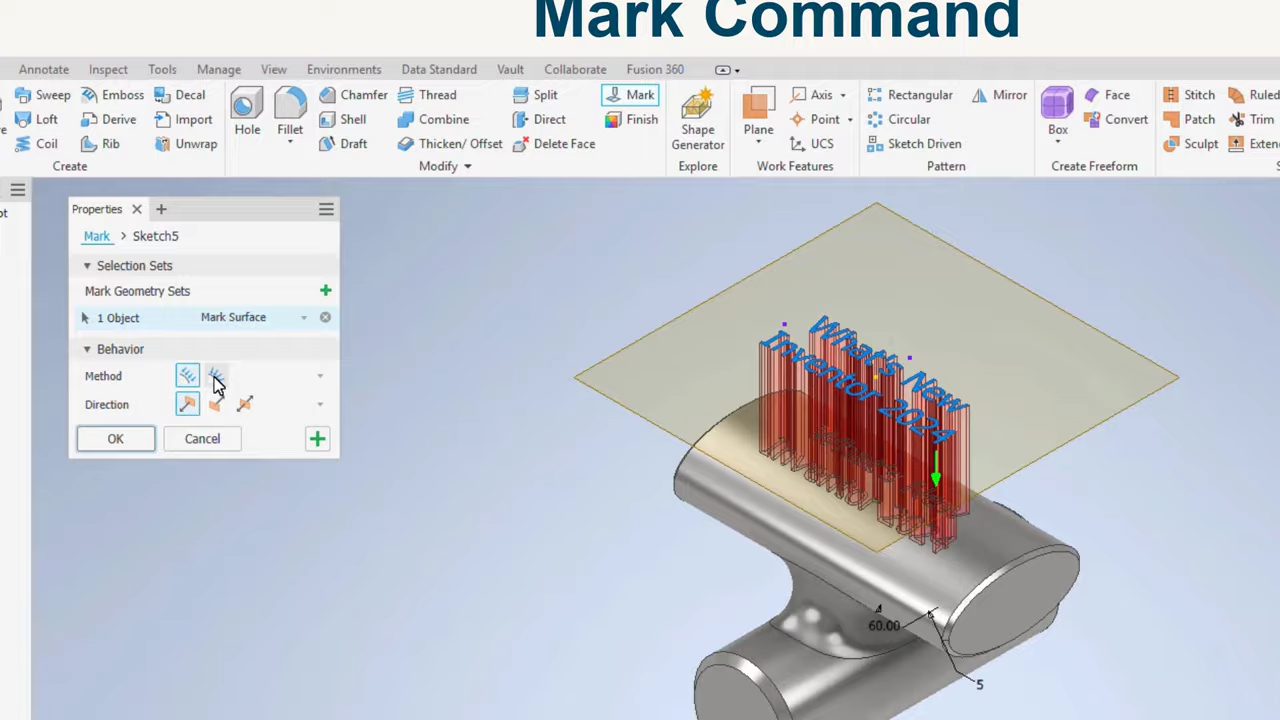 Mark Command
Annotate Inspect Tools Manage View Environments Data Standard Vault Collaborate Fusion 360
Sweep Emboss Decal Chamfer Thread Split Mark Axis Rectangular Mirror Face Stitch Ruled
Loft Derive Import Shell Combine Direct Finish Point Circular Convert Patch Trim
Coil Rib Unwrap Hole Fillet Draft Thicken/ Offset Delete Face Shape Generator Plane UCS Sketch Driven Box Sculpt
Create Modify Explore Work Features Pattern Create Freeform
Properties
Mark > Sketch5
Selection Sets
Mark Geometry Sets
1 Object Mark Surface
Behavior
Method
Direction
OK Cancel
What's New
Inventor 2024
60.00
5